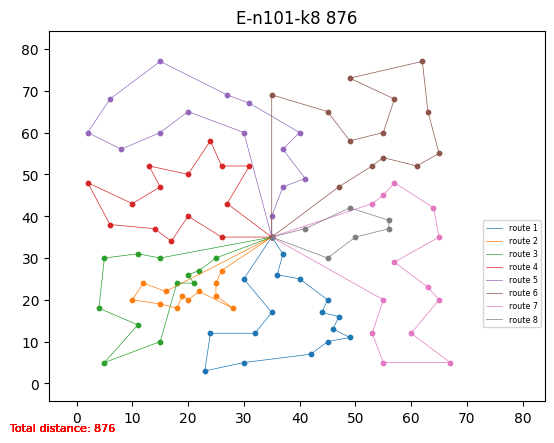 E-n101-k8 876
80
70
60
50
40
30
20
10
0
0 10 20 30 40 50 60 70 80
route 1
route 2
route 3
route 4
route 5
route 6
route 7
route 8
Total distance: 876